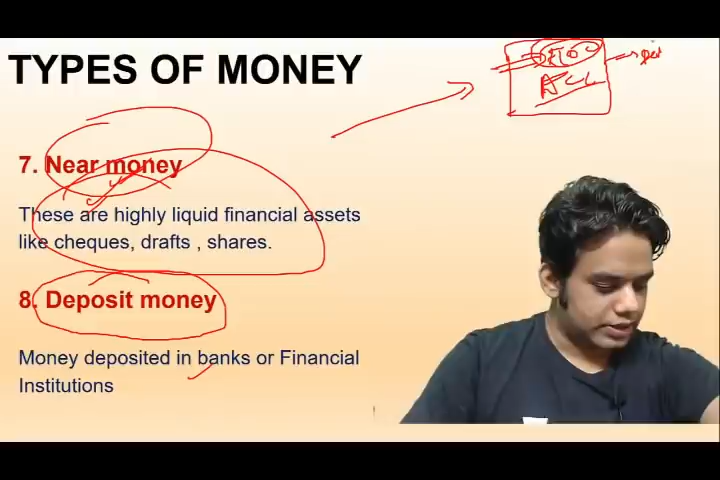 TYPES OF MONEY
7. Near money
These are highly liquid financial assets
like cheques, drafts , shares.
8. Deposit money
Money deposited in banks or Financial
Institutions